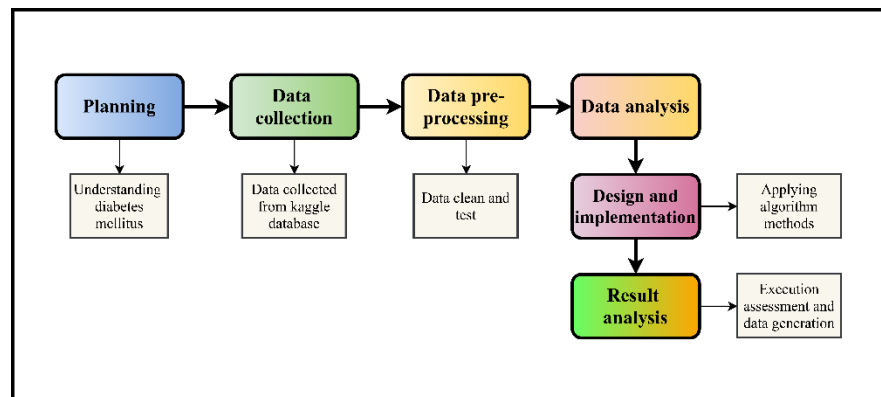 Planning
Data
collection
Data pre-
processing
Data analysis
Understanding
diabetes
mellitus
Data collected
from kaggle
database
Data clean and
test
Design and
implementation
Applying
algorithm
methods
Result
analysis
Execution
assessment and
data generation